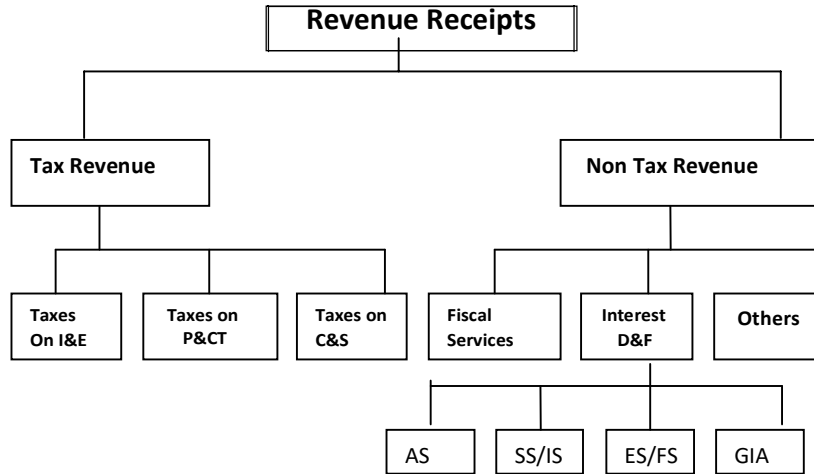 Revenue Receipts
Tax Revenue
Non Tax Revenue
Taxes
On I&E
Taxes on
P&CT
Taxes on
C&S
Fiscal
Services
Interest
D&F
Others
AS
SS/IS
ES/FS
GIA